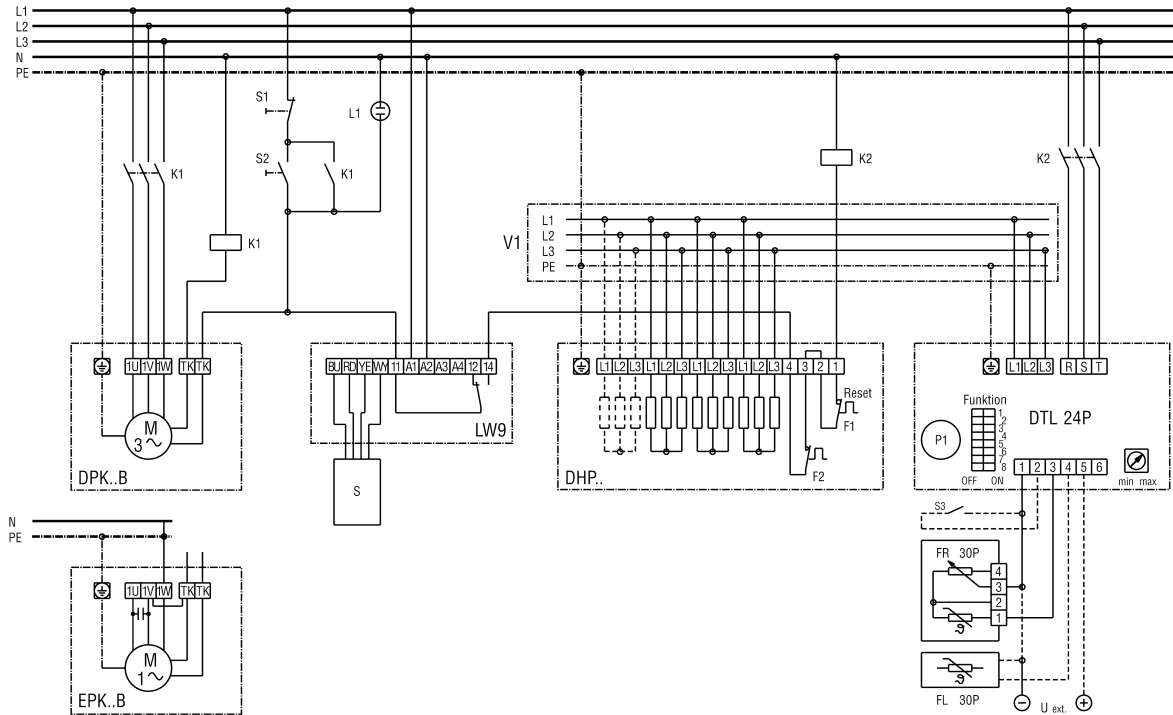 L1
L2
L3
N
PE
S1
L1
S2
K1
K1
K2
K2
K1
V1
L1
L2
L3
PE
1U 1V 1W TK TK
M
3~
DPK..B
BU RD YE WY 11 A1 A2 A3 A4 12 14
LW9
S
L1 L2 L3 L1 L2 L3 L1 L2 L3 L1 L2 L3 4 3 2 1
Reset
F1
F2
DHP..
L1 L2 L3 R S T
Funktion
1
2
3
4
5
6
7
8
OFF ON
P1
DTL 24P
min max
1 2 3 4 5 6
S3
FR 30P
4
3
2
1
ϑ
ϑ
FL 30P
U ext.
N
PE
1U 1V 1W TK TK
M
1~
EPK..B